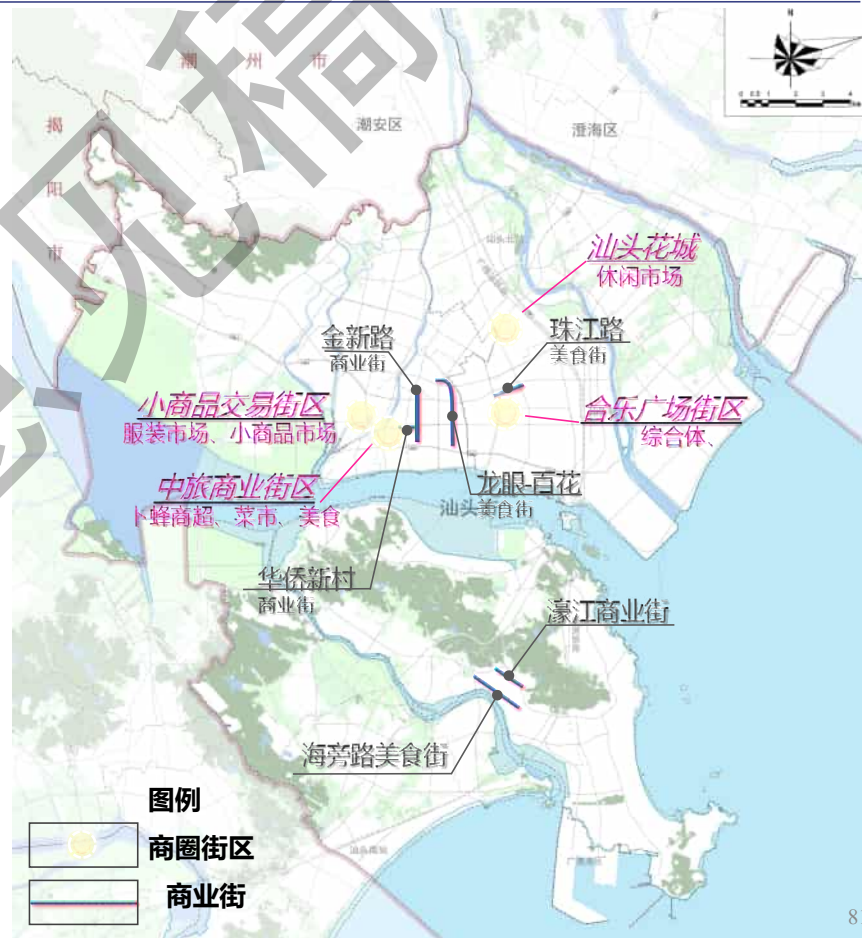 潮州市
N
揭阳市
潮安区
澄海区
见稿
汕头花城
休闲市场
金新路
商业街
珠江路
美食街
小商品交易街区
服装市场、小商品市场
合乐广场街区
综合体、
中旅商业街区
卜蜂商超、菜市、美食
龙眼-百花
美食街
华侨新村
商业街
濠江商业街
海旁路美食街
图例
商圈街区
商业街
8